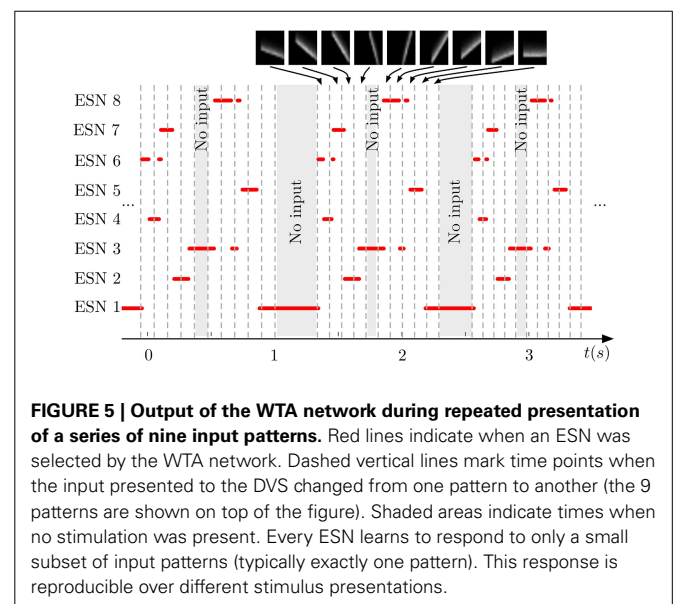 ESN 8
ESN 7
ESN 6
ESN 5
...
...
ESN 4
ESN 3
ESN 2
ESN 1
No input
No input
No input
No input
No input
0
1
2
3
t(s)
FIGURE 5 | Output of the WTA network during repeated presentation
of a series of nine input patterns. Red lines indicate when an ESN was
selected by the WTA network. Dashed vertical lines mark time points when
the input presented to the DVS changed from one pattern to another (the 9
patterns are shown on top of the figure). Shaded areas indicate times when
no stimulation was present. Every ESN learns to respond to only a small
subset of input patterns (typically exactly one pattern). This response is
reproducible over different stimulus presentations.